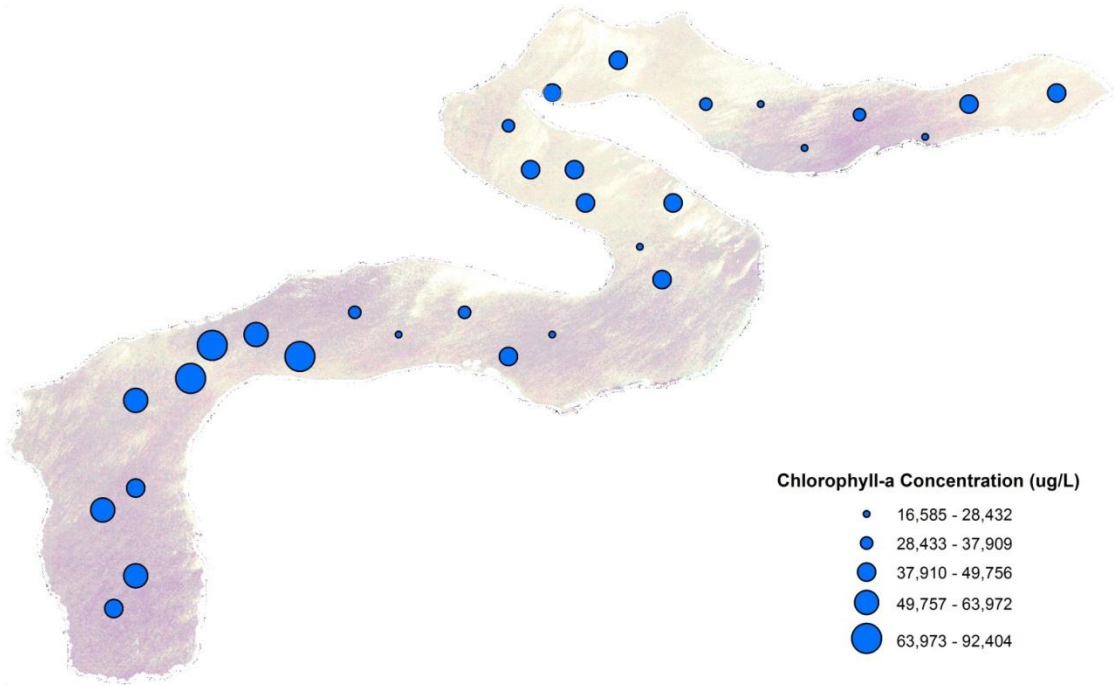 Chlorophyll-a Concentration (ug/L)
16,585 - 28,432
28,433 - 37,909
37,910 - 49,756
49,757 - 63,972
63,973 - 92,404